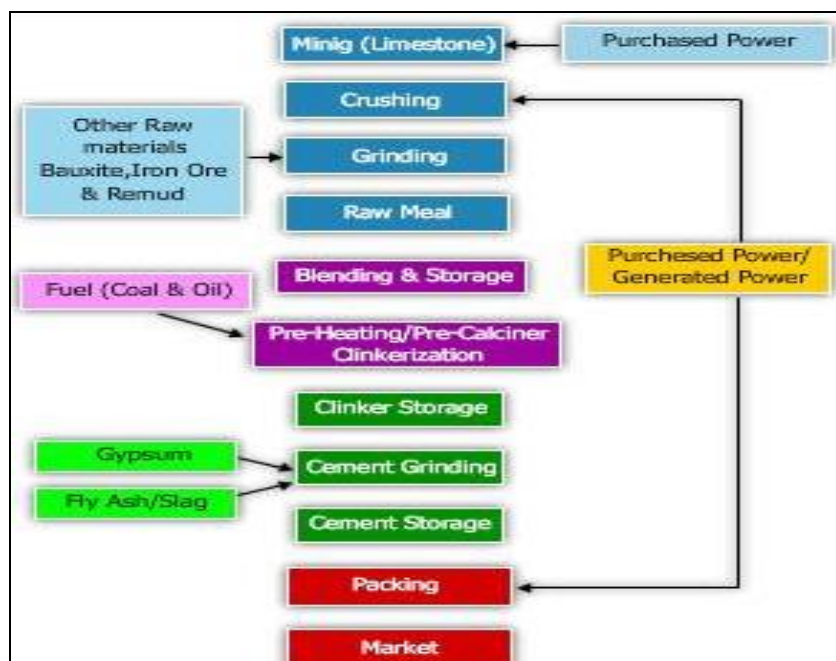 Minig (Limestone)
Purchased Power
Crushing
Other Raw
materials
Bauxite,Iron Ore
& Remud
Grinding
Raw Meal
Purchesed Power/
Generated Power
Blending & Storage
Fuel (Coal & Oil)
Pre-Heating/Pre-Calciner
Clinkerization
Clinker Storage
Gypsum
Cement Grinding
Fly Ash/Slag
Cement Storage
Packing
Market